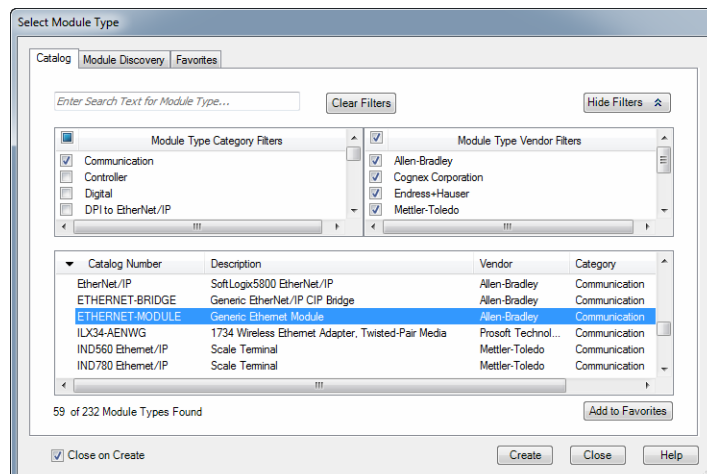 Select Module Type
Catalog Module Discovery Favorites
Enter Search Text for Module Type... Clear Filters Hide Filters
Module Type Category Filters Module Type Vendor Filters
Communication Allen-Bradley
Controller Cognex Corporation
Digital Endress+Hauser
DPI to EtherNet/IP Mettler-Toledo
Catalog Number Description Vendor Category
EtherNet/IP SoftLogix5800 EtherNet/IP Allen-Bradley Communication
ETHERNET-BRIDGE Generic EtherNet/IP CIP Bridge Allen-Bradley Communication
ETHERNET-MODULE Generic Ethernet Module Allen-Bradley Communication
ILX34-AENWG 1734 Wireless Ethernet Adapter, Twisted-Pair Media Prosoft Technol... Communication
IND560 Ethernet/IP Scale Terminal Mettler-Toledo Communication
IND780 Ethernet/IP Scale Terminal Mettler-Toledo Communication
59 of 232 Module Types Found Add to Favorites
Close on Create Create Close Help